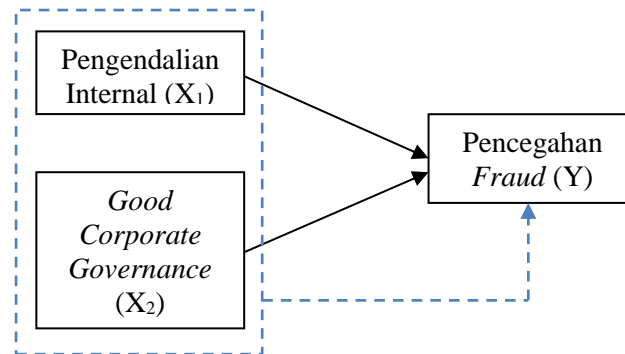 Pengendalian
Internal (X₁)
Pencegahan
Fraud (Y)
Good
Corporate
Governance
(X₂)